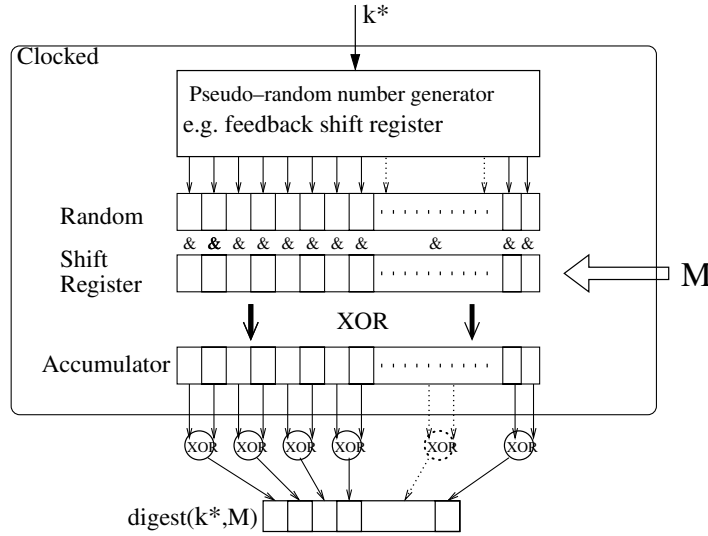 k*
Clocked
Pseudo–random number generator
e.g. feedback shift register
Random
& & & & & & & & & & &
Shift
Register
M
XOR
Accumulator
XOR XOR XOR XOR XOR XOR
digest(k*,M)